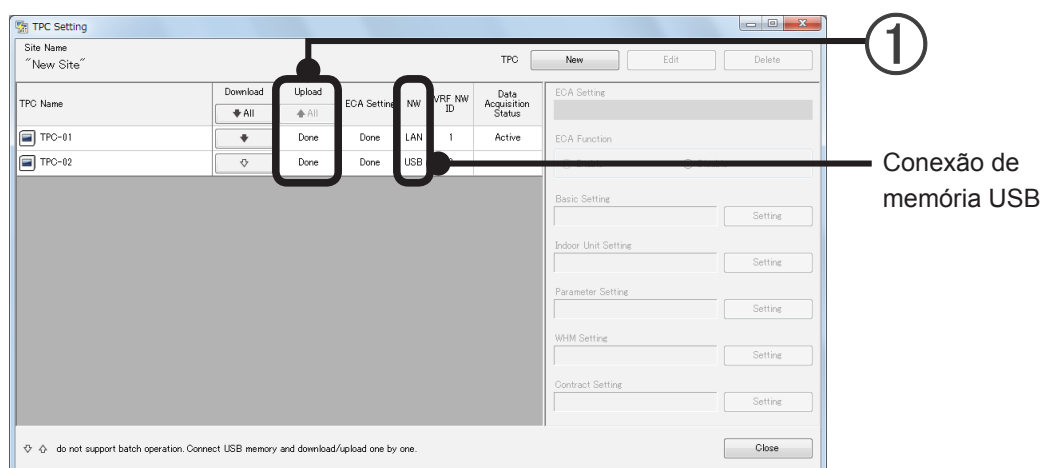 TPC Setting
Site Name
"New Site"
TPC New Edit Delete
①
TPC Name
Download
All
Upload
All
ECA Setting
NW
VRF NW
ID
Data
Acquisition
Status
TPC-01 Done Done LAN 1 Active
TPC-02 Done Done USB
ECA Setting
ECA Function
Conexão de
memória USB
Basic Setting
Setting
Indoor Unit Setting
Setting
Parameter Setting
Setting
WHM Setting
Setting
Contract Setting
Setting
do not support batch operation. Connect USB memory and download/upload one by one.
Close